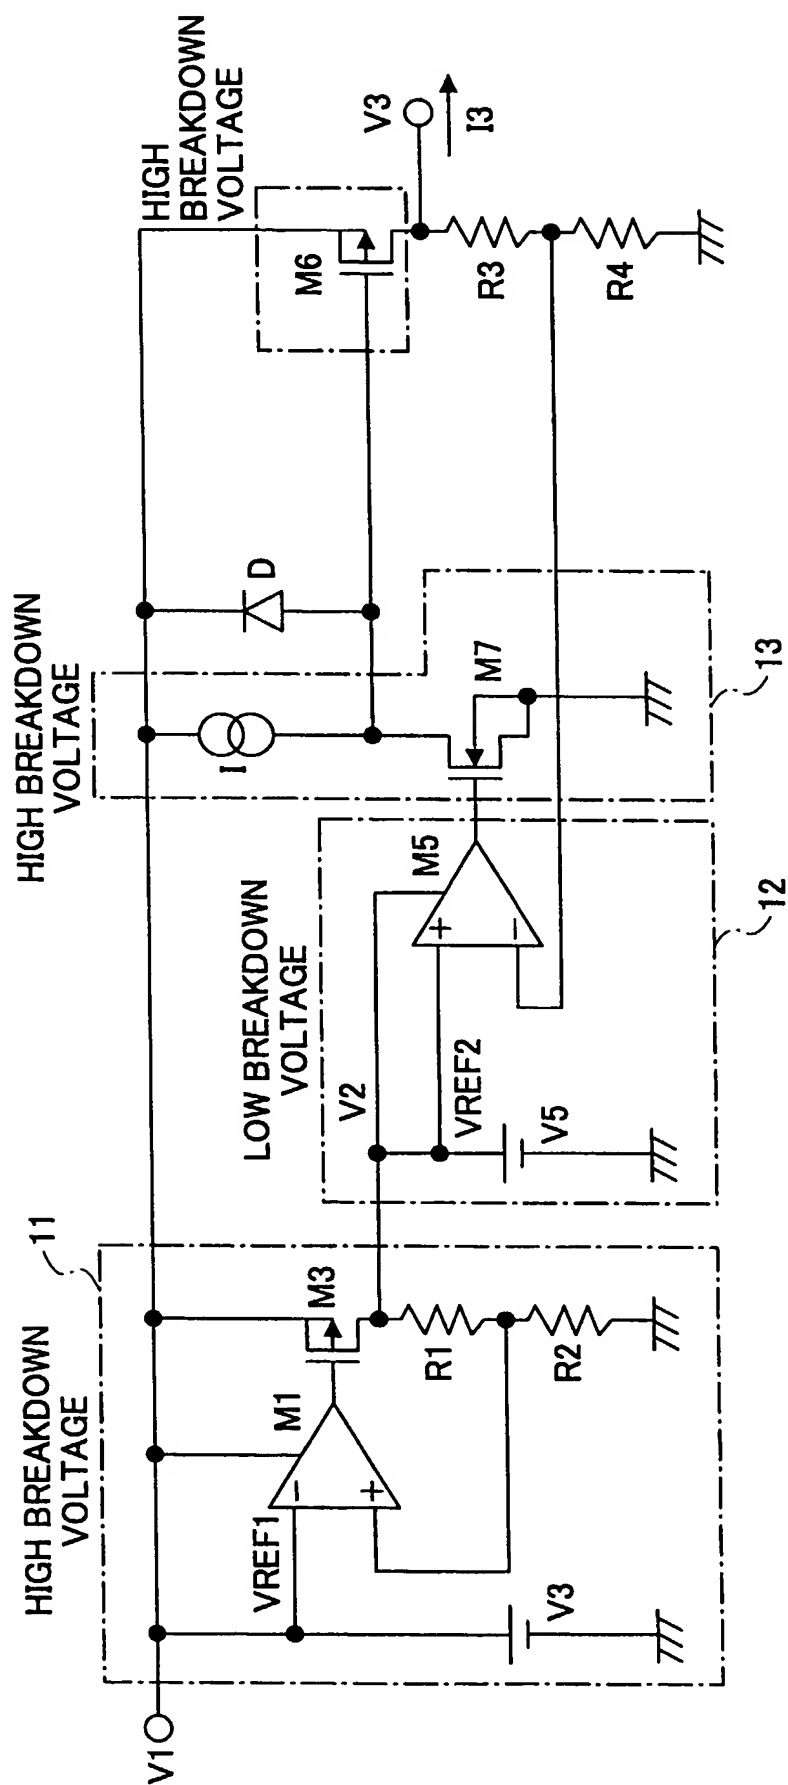 V1
HIGH BREAKDOWN
VOLTAGE
11
VREF1
V3
M1
−
+
M3
R1
R2
LOW BREAKDOWN
VOLTAGE
V2
VREF2
V5
M5
+
−
12
HIGH BREAKDOWN
VOLTAGE
I
D
M7
13
HIGH
BREAKDOWN
VOLTAGE
M6
V3
I3
R3
R4